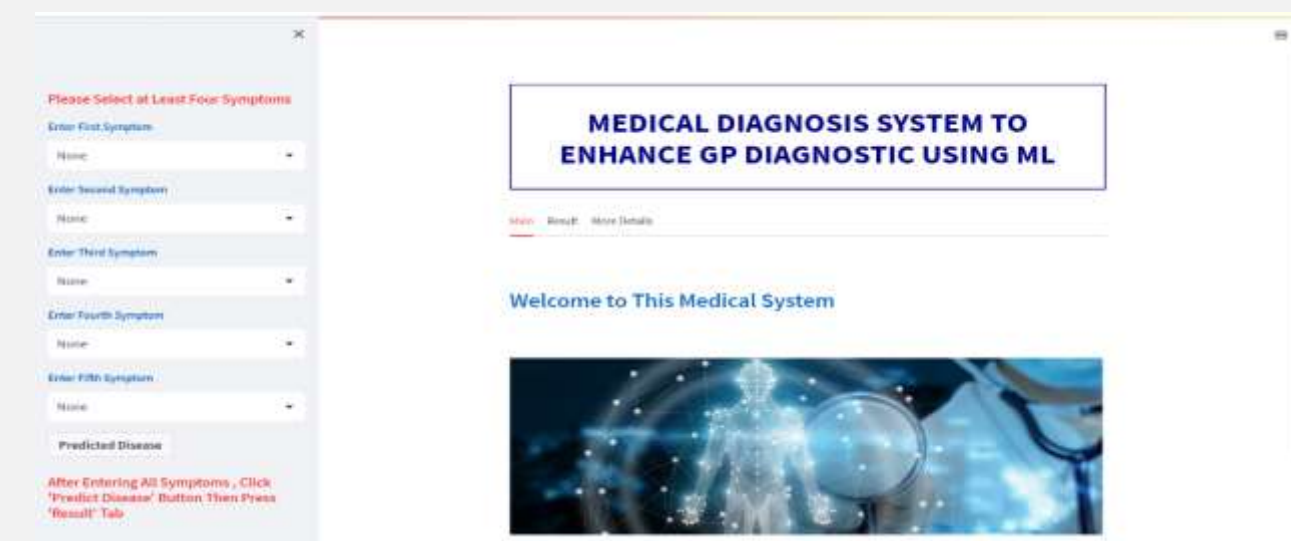 Please Select at Least Four Symptoms
Enter First Symptom
None
Enter Second Symptom
None
Enter Third Symptom
None
Enter Fourth Symptom
None
Enter Fifth Symptom
None
Predicted Disease
After Entering All Symptoms , Click
'Predict Disease' Button Then Press
'Result' Tab
MEDICAL DIAGNOSIS SYSTEM TO
ENHANCE GP DIAGNOSTIC USING ML
Main Result More Details
Welcome to This Medical System